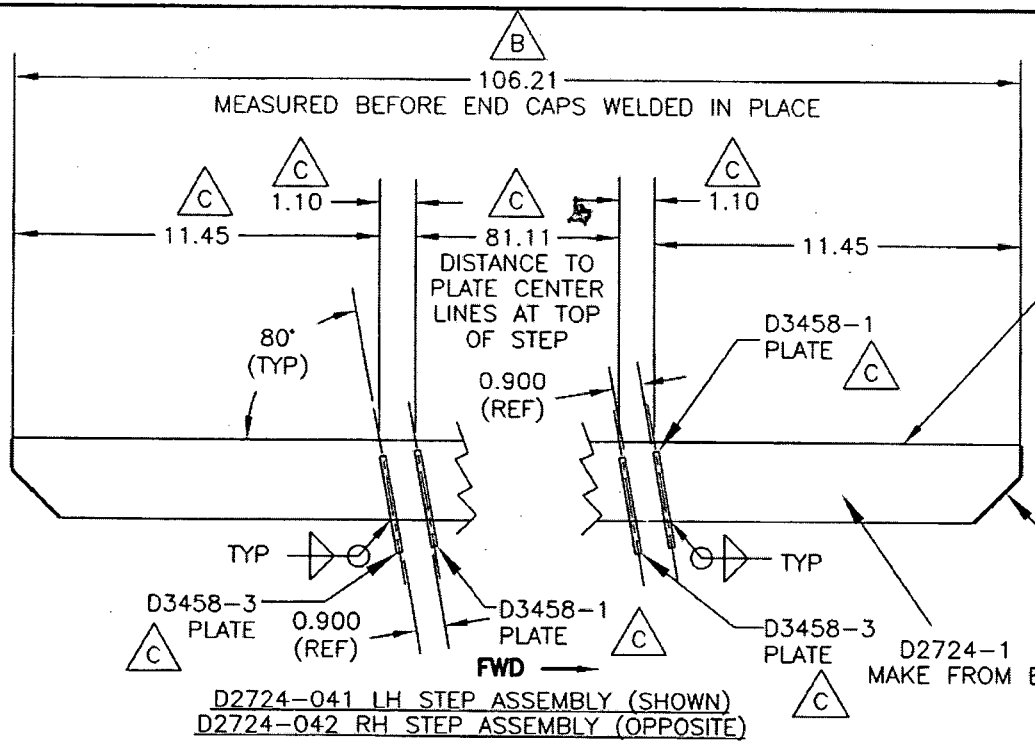 B
106.21
MEASURED BEFORE END CAPS WELDED IN PLACE
C
C
C
C
1.10
1.10
11.45
81.11
11.45
DISTANCE TO
PLATE CENTER
LINES AT TOP
OF STEP
80°
(TYP)
0.900
(REF)
D3458-1
PLATE
C
TYP
TYP
D3458-3
PLATE
C
0.900
(REF)
D3458-1
PLATE
C
D3458-3
PLATE
C
D2724-1
MAKE FROM
FWD
D2724-041 LH STEP ASSEMBLY (SHOWN)
D2724-042 RH STEP ASSEMBLY (OPPOSITE)